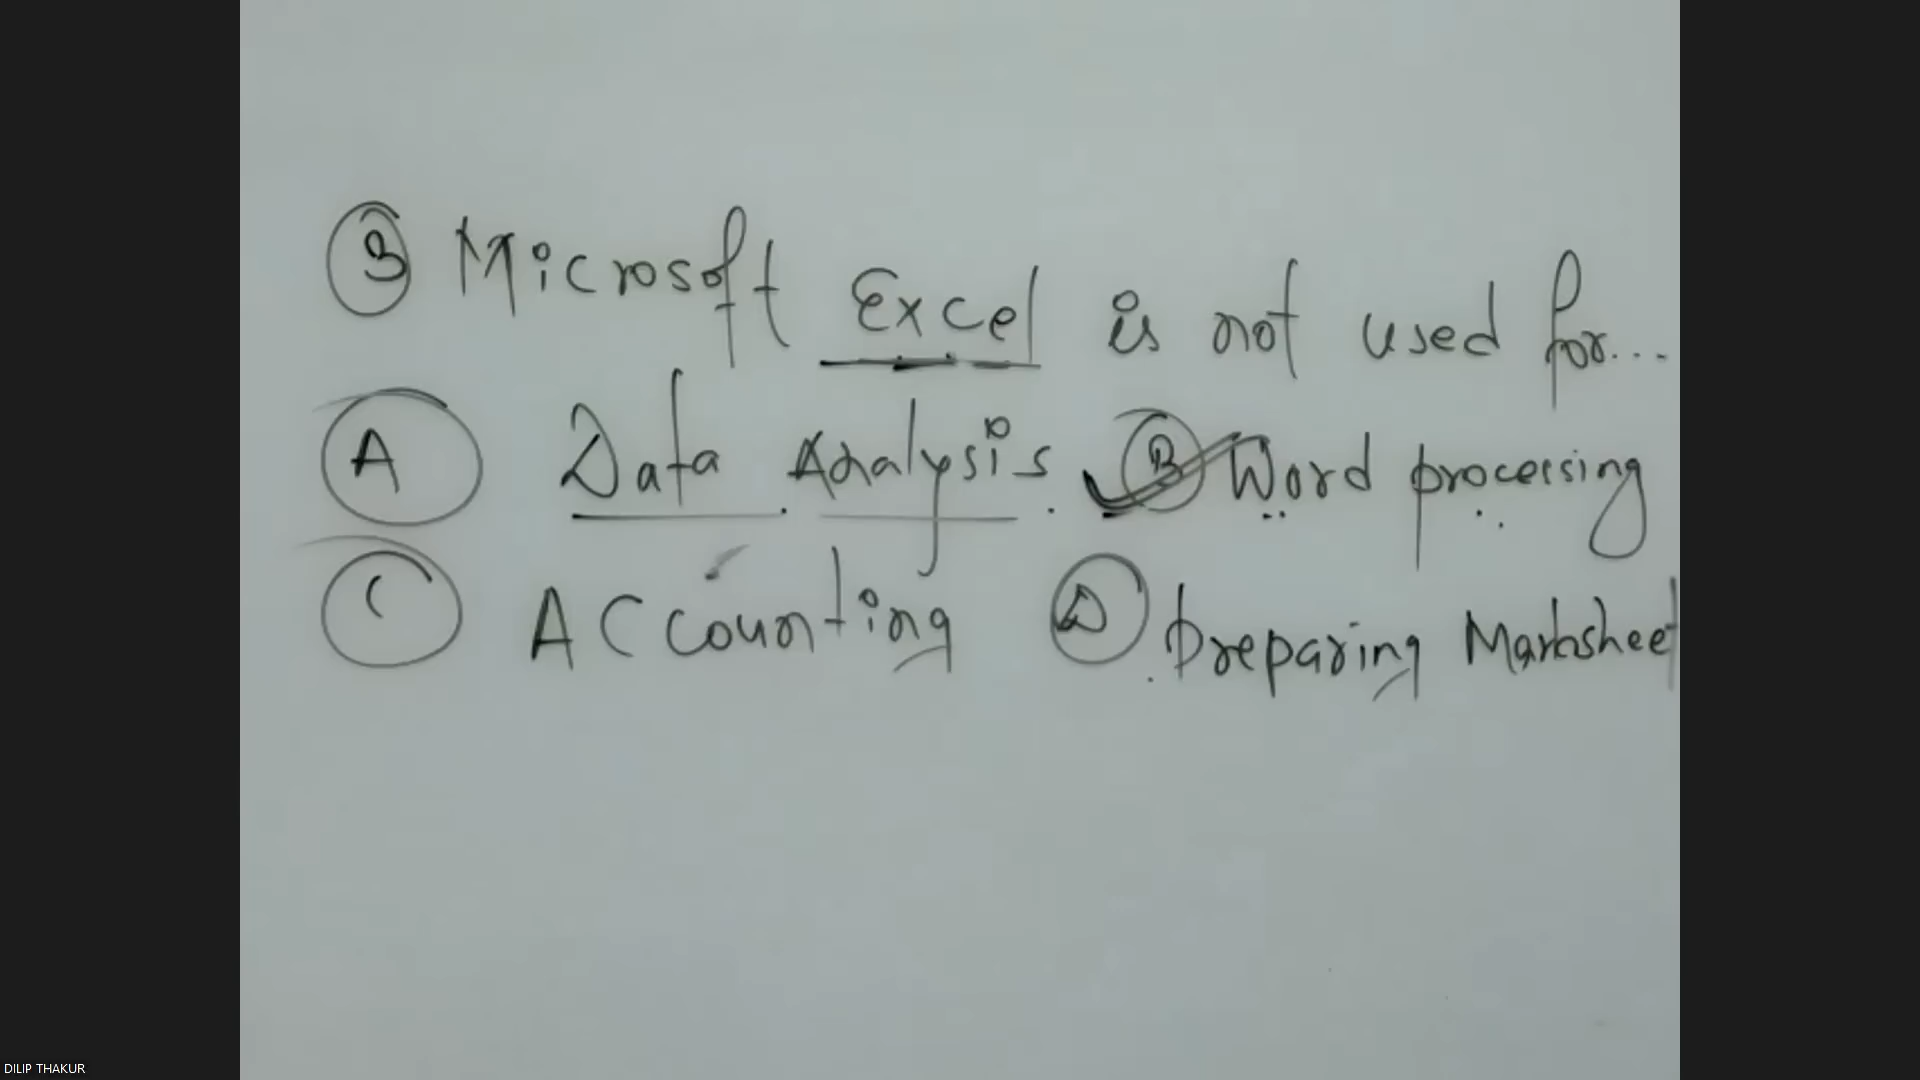 3 Microsoft Excel is not used for...
A Data Analysis. B Word processing
C ACcounting D preparing Marksheet
DILIP THAKUR